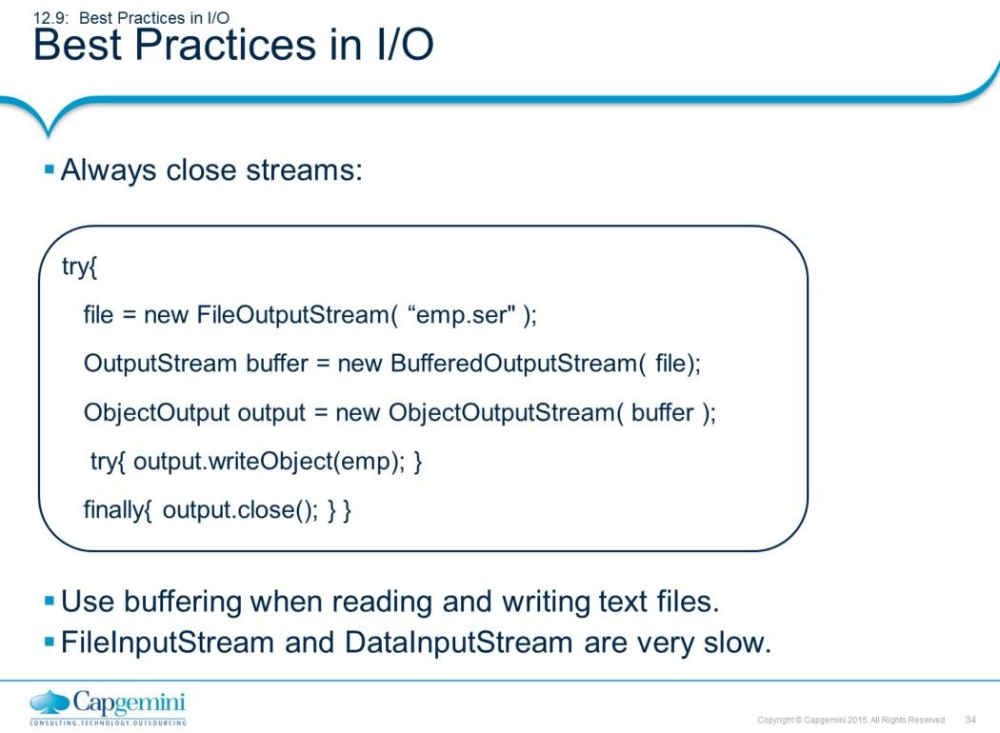 12.9: Best Practices in I/O
Best Practices in I/O
▪ Always close streams:
try{
file = new FileOutputStream( “emp.ser" );
OutputStream buffer = new BufferedOutputStream( file);
ObjectOutput output = new ObjectOutputStream( buffer );
try{ output.writeObject(emp); }
finally{ output.close(); } }
▪ Use buffering when reading and writing text files.
▪ FileInputStream and DataInputStream are very slow.
Capgemini
CONSULTING.TECHNOLOGY.OUTSOURCING
Copyright © Capgemini 2015. All Rights Reserved 34